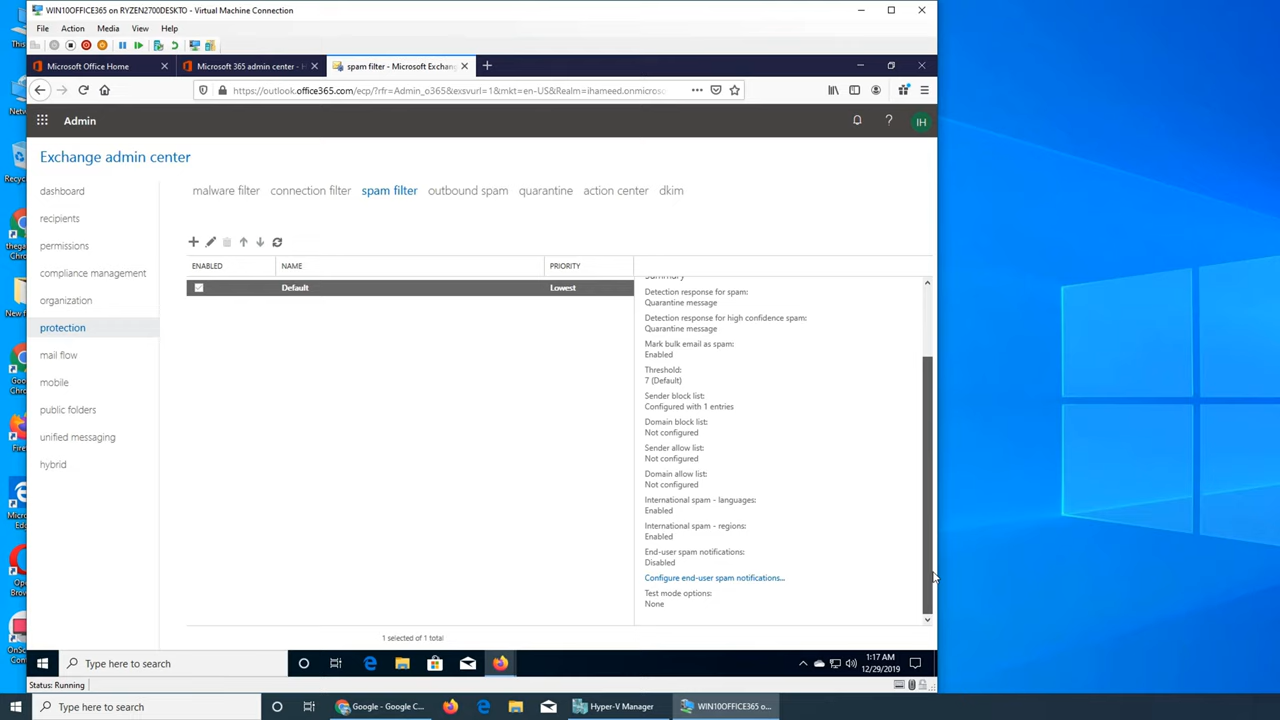 WIN10OFFICE365 on RYZEN2700DESKTO - Virtual Machine Connection
File Action Media View Help
Microsoft Office Home
Microsoft 365 admin center - H
spam filter - Microsoft Exchan
https://outlook.office365.com/ecp/?rfr=Admin_o365&exsvurl=1&mkt=en-US&Realm=ihameed.onmicroso
Admin
IH
Exchange admin center
dashboard
recipients
permissions
compliance management
organization
protection
mail flow
mobile
public folders
unified messaging
hybrid
malware filter connection filter spam filter outbound spam quarantine action center dkim
ENABLED NAME PRIORITY
Default Lowest
Summary
Detection response for spam:
Quarantine message
Detection response for high confidence spam:
Quarantine message
Mark bulk email as spam:
Enabled
Threshold:
7 (Default)
Sender block list:
Configured with 1 entries
Domain block list:
Not configured
Sender allow list:
Not configured
Domain allow list:
Not configured
International spam - languages:
Enabled
International spam - regions:
Enabled
End-user spam notifications:
Disabled
Configure end-user spam notifications...
Test mode options:
None
1 selected of 1 total
Type here to search
1:17 AM
12/29/2019
Status: Running
Type here to search
Google - Google C...
Hyper-V Manager
WIN10OFFICE365 o...